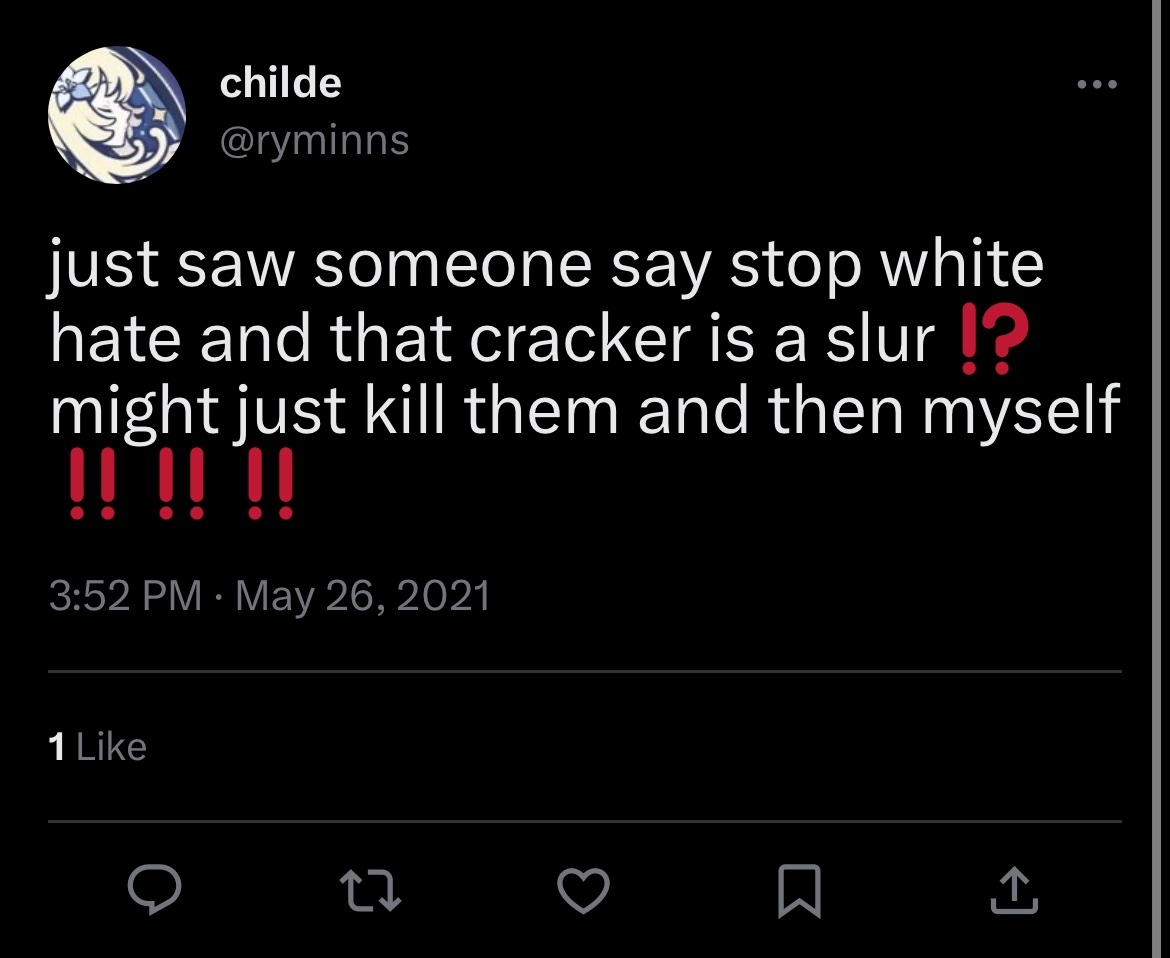 childe
@ryminns
just saw someone say stop white
hate and that cracker is a slur ⁉️
might just kill them and then myself
‼️ ‼️ ‼️
3:52 PM · May 26, 2021
1 Like